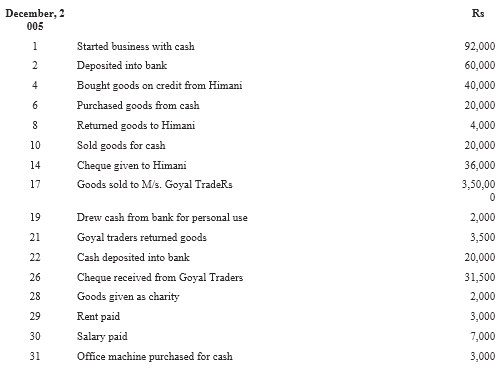 December, 2 Rs
005
1 Started business with cash 92,000
2 Deposited into bank 60,000
4 Bought goods on credit from Himani 40,000
6 Purchased goods from cash 20,000
8 Returned goods to Himani 4,000
10 Sold goods for cash 20,000
14 Cheque given to Himani 36,000
17 Goods sold to M/s. Goyal TradeRs 3,50,00
0
19 Drew cash from bank for personal use 2,000
21 Goyal traders returned goods 3,500
22 Cash deposited into bank 20,000
26 Cheque received from Goyal Traders 31,500
28 Goods given as charity 2,000
29 Rent paid 3,000
30 Salary paid 7,000
31 Office machine purchased for cash 3,000